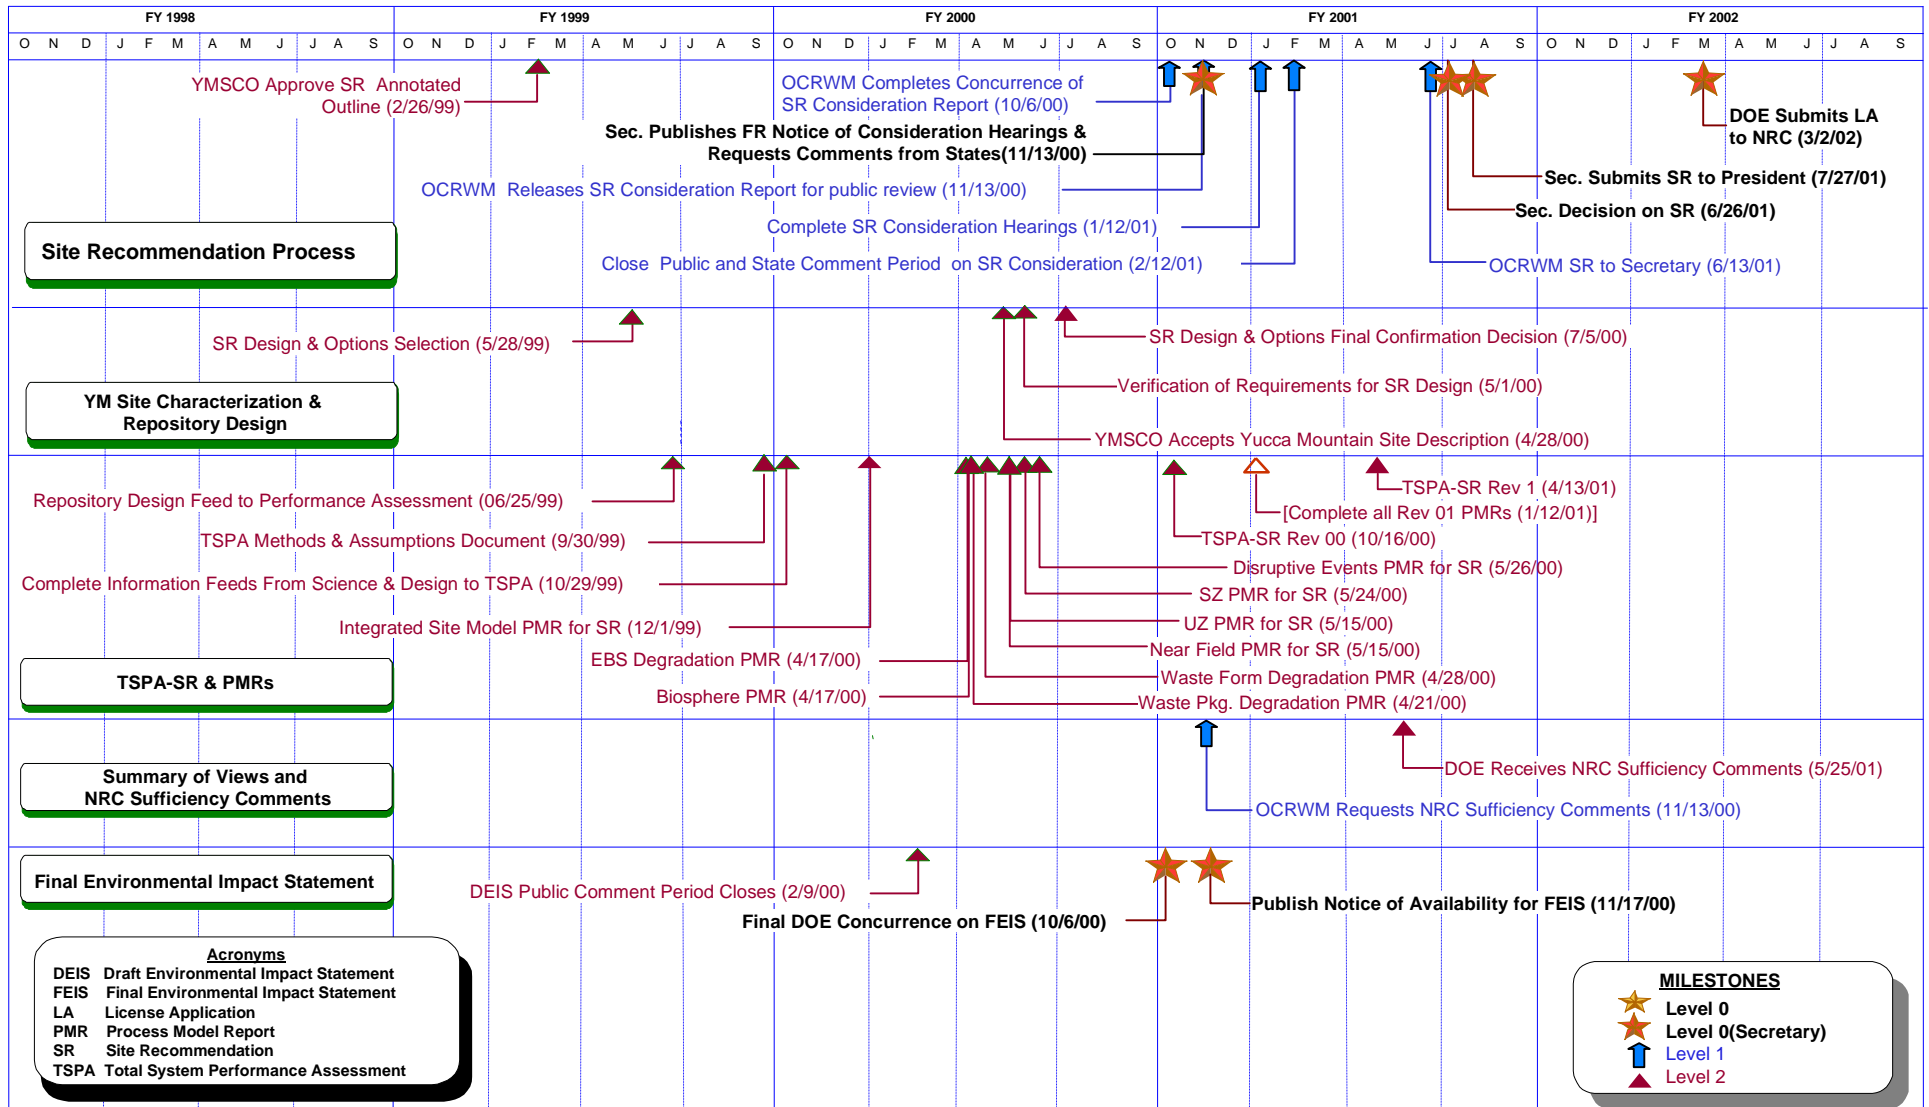 FY 1998 FY 1999 FY 2000 FY 2001 FY 2002
O N D J F M A M J J A S O N D J F M A M J J A S O N D J F M A M J J A S O N D J F M A M J J A S O N D J F M A M J J A S
YMSCO Approve SR Annotated
Outline (2/26/99)
OCRWM Completes Concurrence of
SR Consideration Report (10/6/00)
Sec. Publishes FR Notice of Consideration Hearings &
Requests Comments from States(11/13/00)
OCRWM Releases SR Consideration Report for public review (11/13/00)
Complete SR Consideration Hearings (1/12/01)
Close Public and State Comment Period on SR Consideration (2/12/01)
DOE Submits LA
to NRC (3/2/02)
Sec. Submits SR to President (7/27/01)
Sec. Decision on SR (6/26/01)
OCRWM SR to Secretary (6/13/01)
Site Recommendation Process
SR Design & Options Selection (5/28/99)
SR Design & Options Final Confirmation Decision (7/5/00)
Verification of Requirements for SR Design (5/1/00)
YMSCO Accepts Yucca Mountain Site Description (4/28/00)
YM Site Characterization &
Repository Design
Repository Design Feed to Performance Assessment (06/25/99)
TSPA Methods & Assumptions Document (9/30/99)
Complete Information Feeds From Science & Design to TSPA (10/29/99)
Integrated Site Model PMR for SR (12/1/99)
EBS Degradation PMR (4/17/00)
Biosphere PMR (4/17/00)
TSPA-SR Rev 1 (4/13/01)
[Complete all Rev 01 PMRs (1/12/01)]
TSPA-SR Rev 00 (10/16/00)
Disruptive Events PMR for SR (5/26/00)
SZ PMR for SR (5/24/00)
UZ PMR for SR (5/15/00)
Near Field PMR for SR (5/15/00)
Waste Form Degradation PMR (4/28/00)
Waste Pkg. Degradation PMR (4/21/00)
TSPA-SR & PMRs
Summary of Views and
NRC Sufficiency Comments
DOE Receives NRC Sufficiency Comments (5/25/01)
OCRWM Requests NRC Sufficiency Comments (11/13/00)
Final Environmental Impact Statement
DEIS Public Comment Period Closes (2/9/00)
Final DOE Concurrence on FEIS (10/6/00)
Publish Notice of Availability for FEIS (11/17/00)
Acronyms
DEIS Draft Environmental Impact Statement
FEIS Final Environmental Impact Statement
LA License Application
PMR Process Model Report
SR Site Recommendation
TSPA Total System Performance Assessment
MILESTONES
Level 0
Level 0(Secretary)
Level 1
Level 2